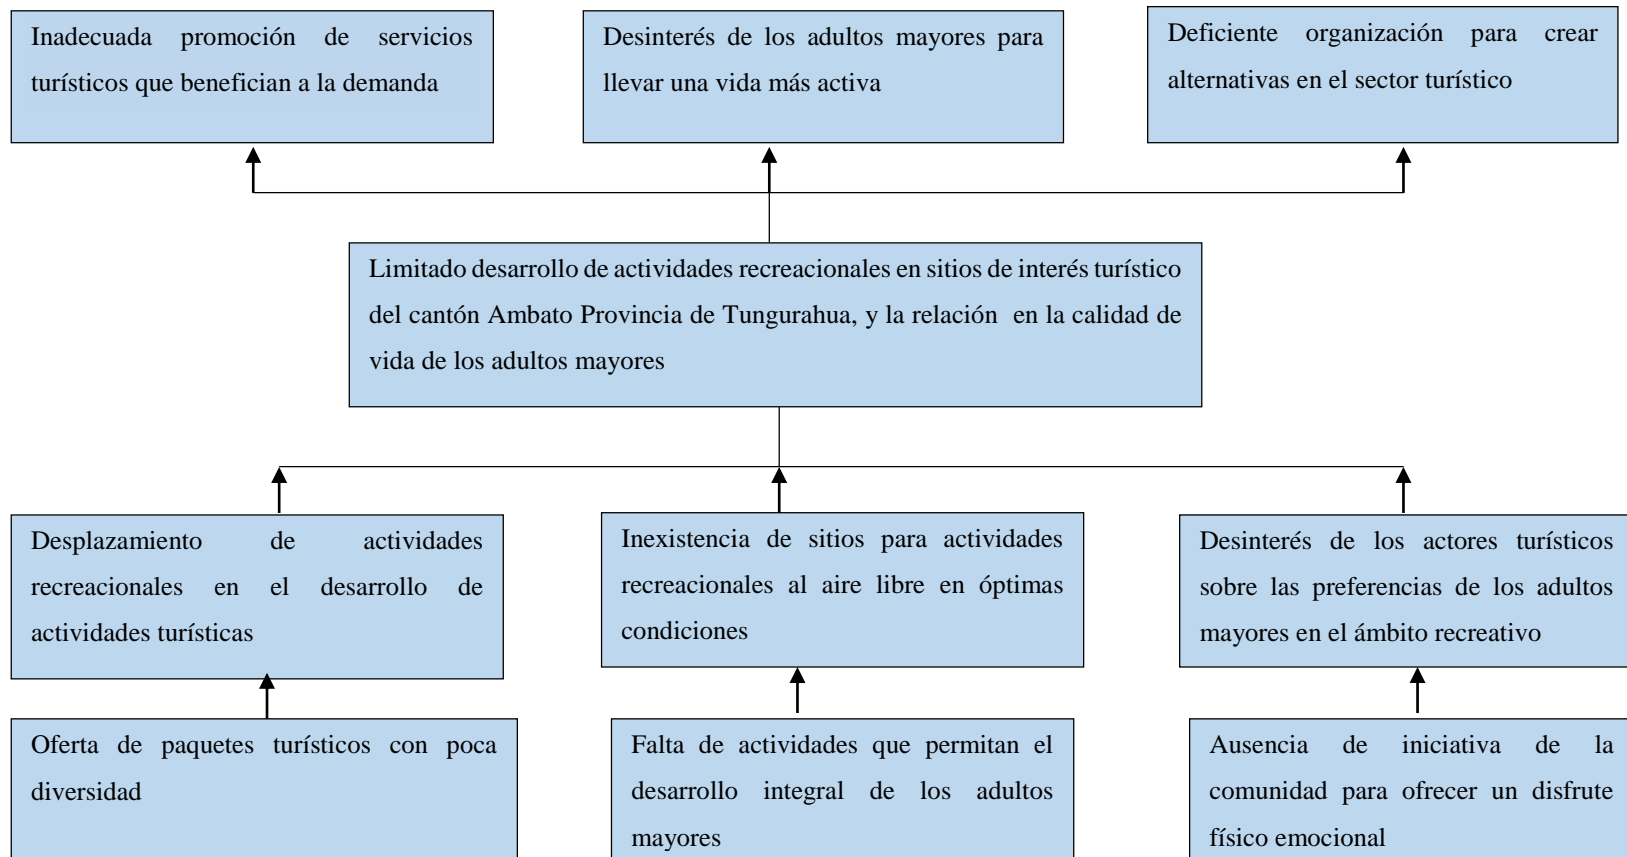 Inadecuada promoción de servicios
turísticos que benefician a la demanda
Desinterés de los adultos mayores para
llevar una vida más activa
Deficiente organización para crear
alternativas en el sector turístico
Limitado desarrollo de actividades recreacionales en sitios de interés turístico
del cantón Ambato Provincia de Tungurahua, y la relación en la calidad de
vida de los adultos mayores
Desplazamiento de actividades
recreacionales en el desarrollo de
actividades turísticas
Inexistencia de sitios para actividades
recreacionales al aire libre en óptimas
condiciones
Desinterés de los actores turísticos
sobre las preferencias de los adultos
mayores en el ámbito recreativo
Oferta de paquetes turísticos con poca
diversidad
Falta de actividades que permitan el
desarrollo integral de los adultos
mayores
Ausencia de iniciativa de la
comunidad para ofrecer un disfrute
físico emocional